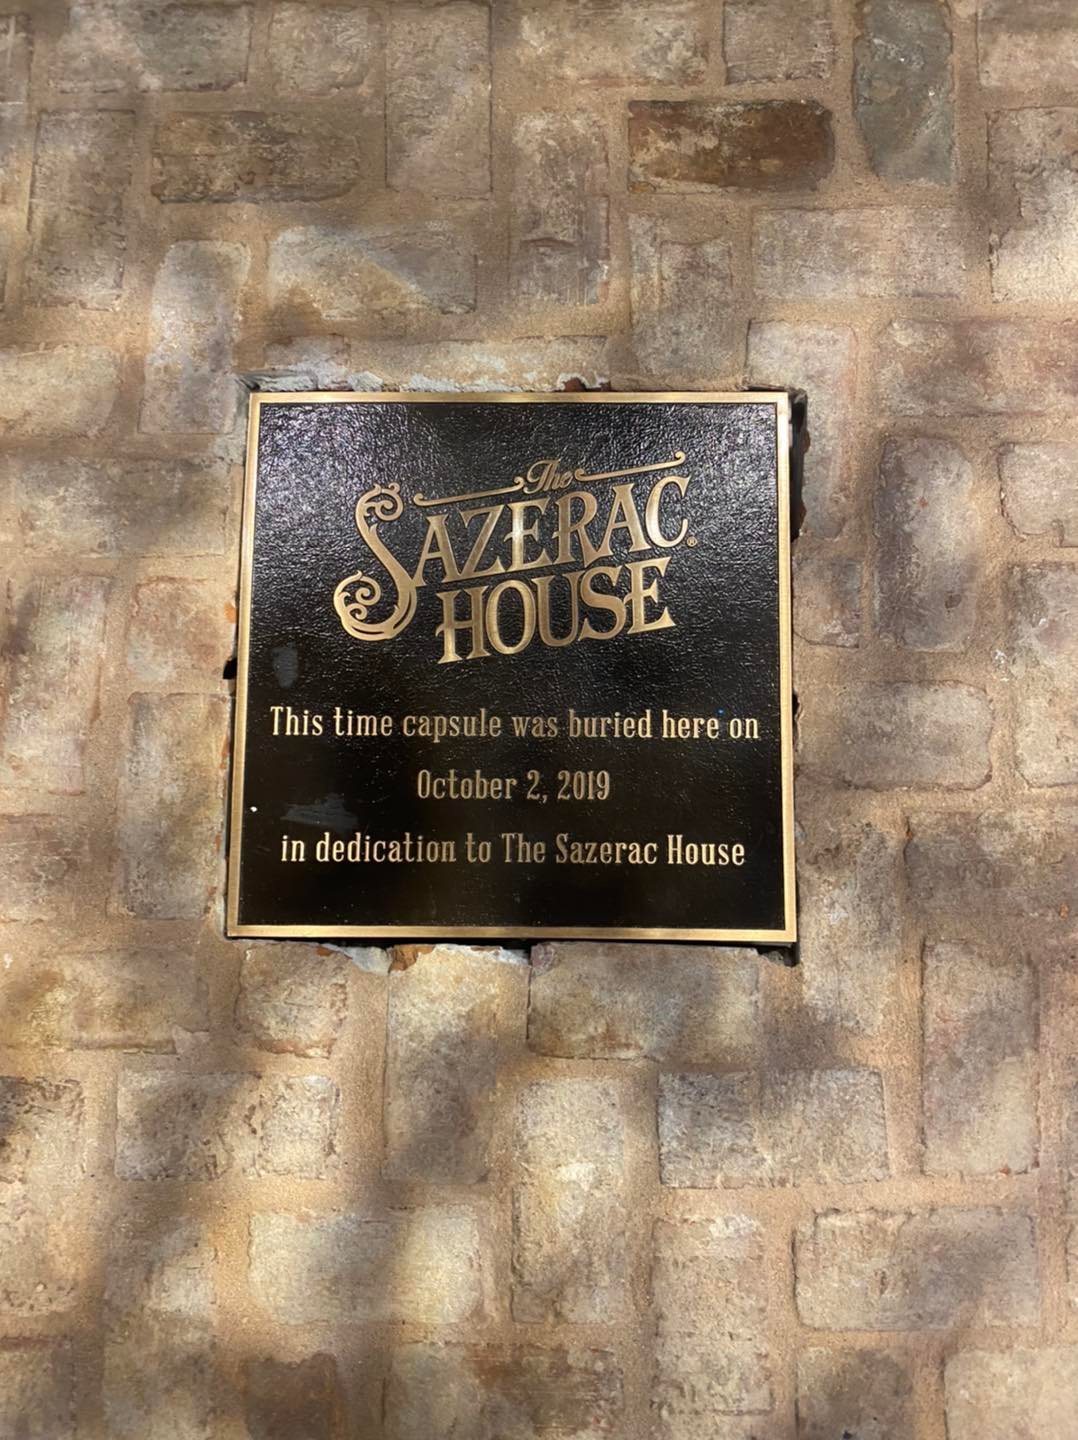 The
SAZERAC®
HOUSE
This time capsule was buried here on
October 2, 2019
in dedication to The Sazerac House